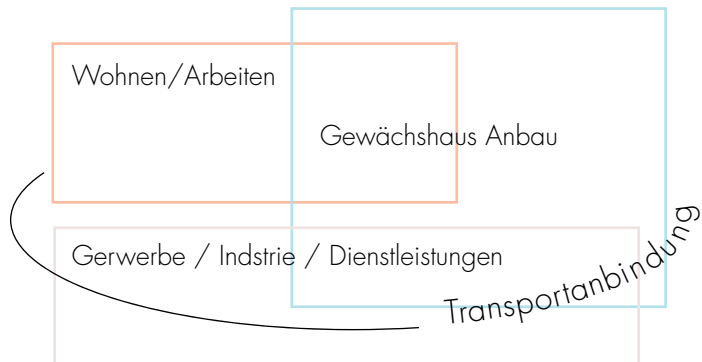 Wohnen/Arbeiten
Gewächshaus Anbau
Gerwerbe / Indstrie / Dienstleistungen
Transportanbindung